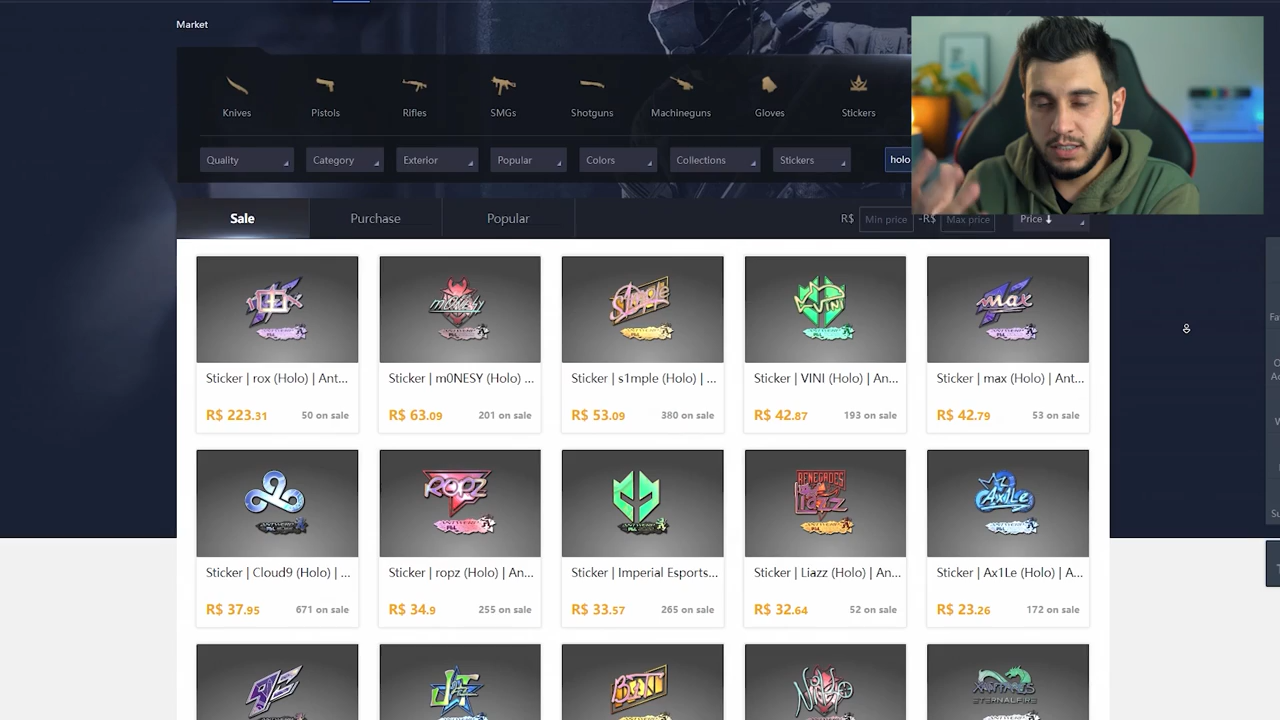 Market
Knives
Pistols
Rifles
SMGs
Shotguns
Machineguns
Gloves
Stickers
Quality
Category
Exterior
Popular
Colors
Collections
Stickers
holo
Sale
Purchase
Popular
R$ Min price -R$ Max price
Price
Sticker | rox (Holo) | Ant...
R$ 223.31 50 on sale
Sticker | m0NESY (Holo) ...
R$ 63.09 201 on sale
Sticker | s1mple (Holo) | ...
R$ 53.09 380 on sale
Sticker | VINI (Holo) | An...
R$ 42.87 193 on sale
Sticker | max (Holo) | Ant...
R$ 42.79 53 on sale
Sticker | Cloud9 (Holo) | ...
R$ 37.95 671 on sale
Sticker | ropz (Holo) | An...
R$ 34.9 255 on sale
Sticker | Imperial Esports...
R$ 33.57 265 on sale
Sticker | Liazz (Holo) | An...
R$ 32.64 52 on sale
Sticker | Ax1Le (Holo) | A...
R$ 23.26 172 on sale